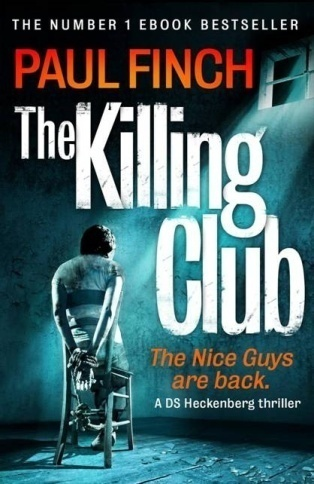 THE NUMBER 1 EBOOK BESTSELLER
PAUL FINCH
The Killing
Club
The Nice Guys
are back.
A DS Heckenberg thriller